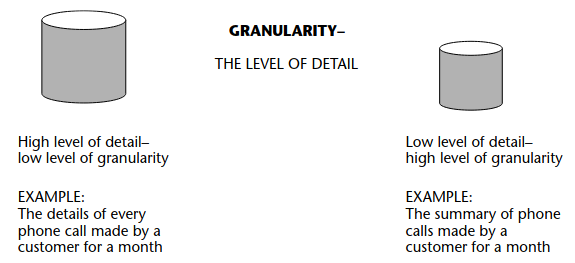 GRANULARITY–
THE LEVEL OF DETAIL
High level of detail–
low level of granularity
EXAMPLE:
The details of every
phone call made by a
customer for a month
Low level of detail–
high level of granularity
EXAMPLE:
The summary of phone
calls made by a
customer for a month